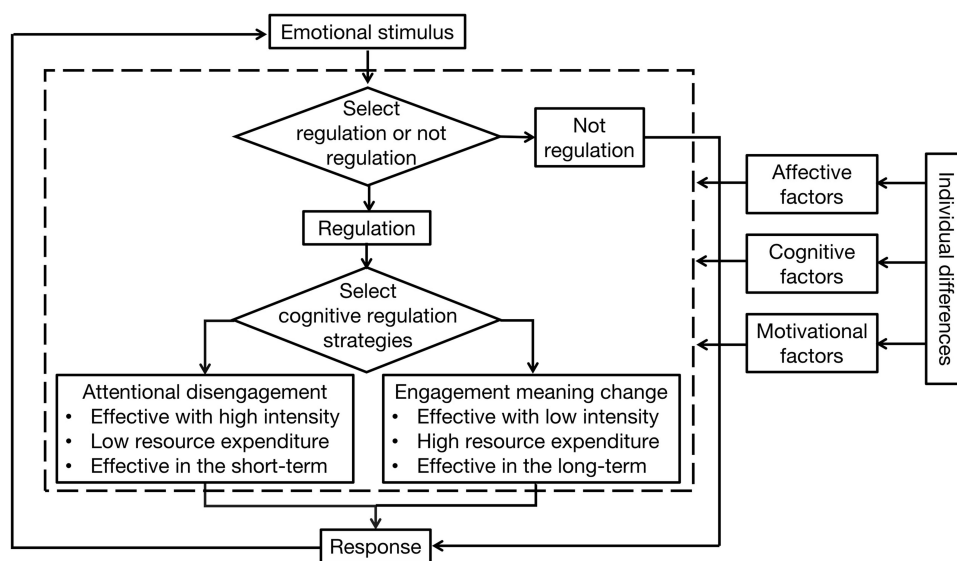 Emotional stimulus
Select
regulation or not
regulation
Not
regulation
Regulation
Select
cognitive regulation
strategies
Attentional disengagement
• Effective with high intensity
• Low resource expenditure
• Effective in the short-term
Engagement meaning change
• Effective with low intensity
• High resource expenditure
• Effective in the long-term
Response
Affective
factors
Cognitive
factors
Motivational
factors
Individual differences